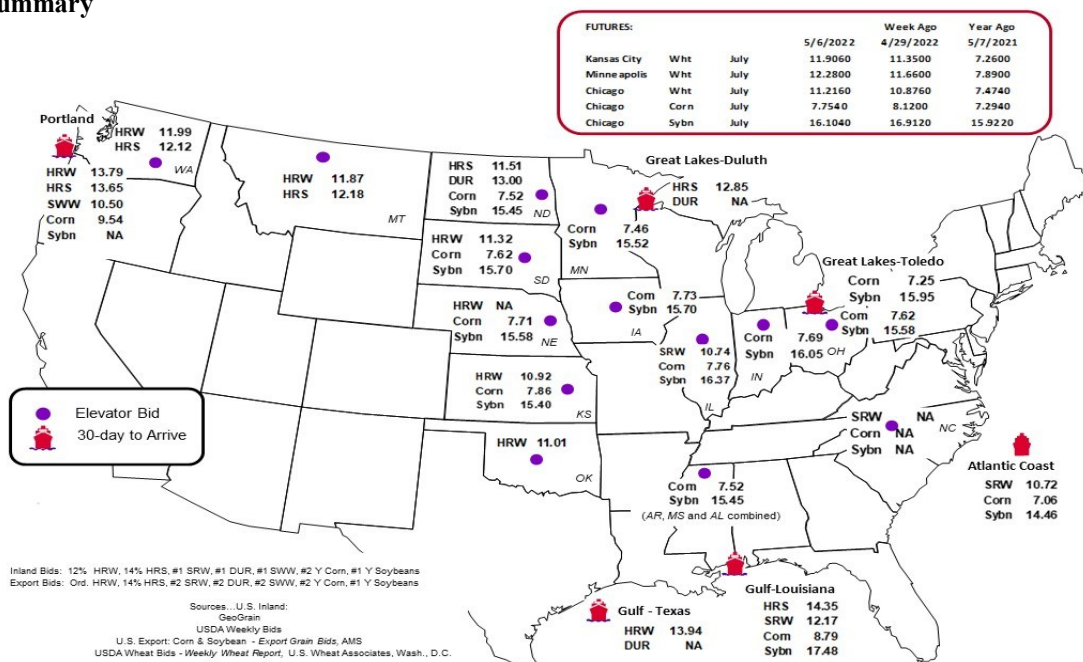 ummary
FUTURES:
Week Ago Year Ago
5/6/2022 4/29/2022 5/7/2021
Kansas City Wht July 11.9060 11.3500 7.2600
Minneapolis Wht July 12.2800 11.6600 7.8900
Chicago Wht July 11.2160 10.8760 7.4740
Chicago Corn July 7.7540 8.1200 7.2940
Chicago Sybn July 16.1040 16.9120 15.9220
Portland
HRW 11.99
HRS 12.12
WA
HRW 13.79
HRS 13.65
SWW 10.50
Corn 9.54
Sybn NA
HRW 11.87
HRS 12.18
MT
HRS 11.51
DUR 13.00
Corn 7.52
Sybn 15.45
ND
Great Lakes-Duluth
HRS 12.85
DUR NA
Corn 7.46
Sybn 15.52
MN
HRW 11.32
Corn 7.62
Sybn 15.70
SD
Great Lakes-Toledo
Corn 7.25
Sybn 15.95
HRW NA
Corn 7.71
Sybn 15.58
NE
Corn 7.73
Sybn 15.70
IA
SRW 10.74
Corn 7.76
Sybn 16.37
IL
Corn 7.69
Sybn 16.05
IN
Corn 7.62
Sybn 15.58
OH
HRW 10.92
Corn 7.86
Sybn 15.40
KS
Elevator Bid
30-day to Arrive
HRW 11.01
OK
SRW NA
Corn NA
Sybn NA
NC
Atlantic Coast
SRW 10.72
Corn 7.06
Sybn 14.46
Corn 7.52
Sybn 15.45
(AR, MS and AL combined)
Inland Bids: 12% HRW, 14% HRS, #1 SRW, #1 DUR, #1 SWW, #2 Y Corn, #1 Y Soybeans
Export Bids: Ord. HRW, 14% HRS, #2 SRW, #2 DUR, #2 SWW, #2 Y Corn, #1 Y Soybeans
Sources...U.S. Inland:
GeoGrain
USDA Weekly Bids
U.S. Export: Corn & Soybean - Export Grain Bids, AMS
USDA Wheat Bids - Weekly Wheat Report, U.S. Wheat Associates, Wash., D.C.
Gulf - Texas
HRW 13.94
DUR NA
Gulf-Louisiana
HRS 14.35
SRW 12.17
Corn 8.79
Sybn 17.48